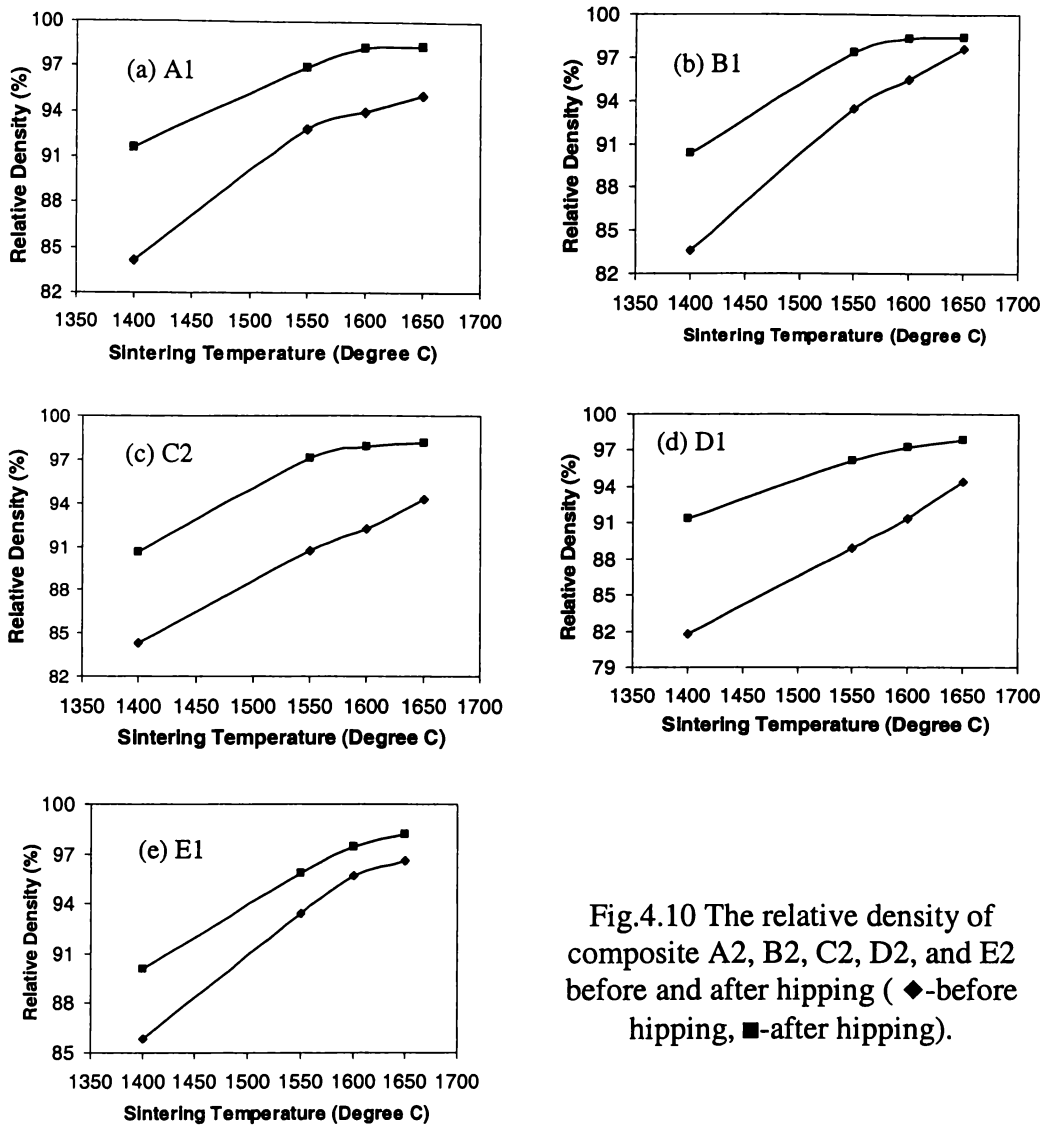 100
97
94
91
88
85
82
Relative Density (%)
(a) A1
1350 1400 1450 1500 1550 1600 1650 1700
Sintering Temperature (Degree C)
100
97
94
91
88
85
82
Relative Density (%)
(b) B1
1350 1400 1450 1500 1550 1600 1650 1700
Sintering Temperature (Degree C)
100
97
94
91
88
85
82
Relative Density (%)
(c) C2
1350 1400 1450 1500 1550 1600 1650 1700
Sintering Temperature (Degree C)
100
97
94
91
88
85
82
79
Relative Density (%)
(d) D1
1350 1400 1450 1500 1550 1600 1650 1700
Sintering Temperature (Degree C)
100
97
94
91
88
85
Relative Density (%)
(e) E1
1350 1400 1450 1500 1550 1600 1650 1700
Sintering Temperature (Degree C)
Fig.4.10 The relative density of
composite A2, B2, C2, D2, and E2
before and after hipping ( ◆-before
hipping, ■-after hipping).